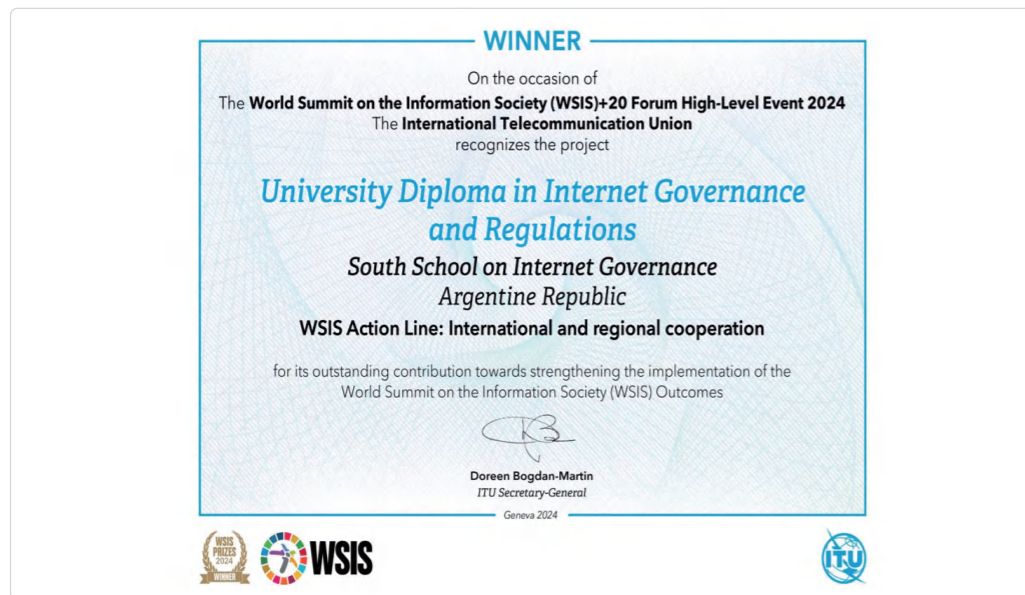 WINNER
On the occasion of
The World Summit on the Information Society (WSIS)+20 Forum High-Level Event 2024
The International Telecommunication Union
recognizes the project
University Diploma in Internet Governance
and Regulations
South School on Internet Governance
Argentine Republic
WSIS Action Line: International and regional cooperation
for its outstanding contribution towards strengthening the implementation of the
World Summit on the Information Society (WSIS) Outcomes
Doreen Bogdan-Martin
ITU Secretary-General
Geneva 2024
WSIS
PRIZES
2024
WINNER
WSIS
ITU